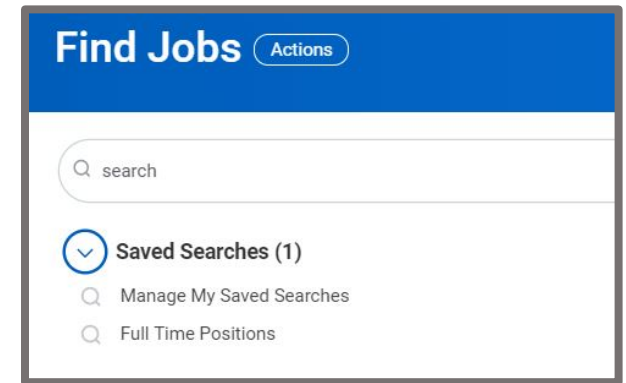 Find Jobs Actions
search
Saved Searches (1)
Manage My Saved Searches
Full Time Positions